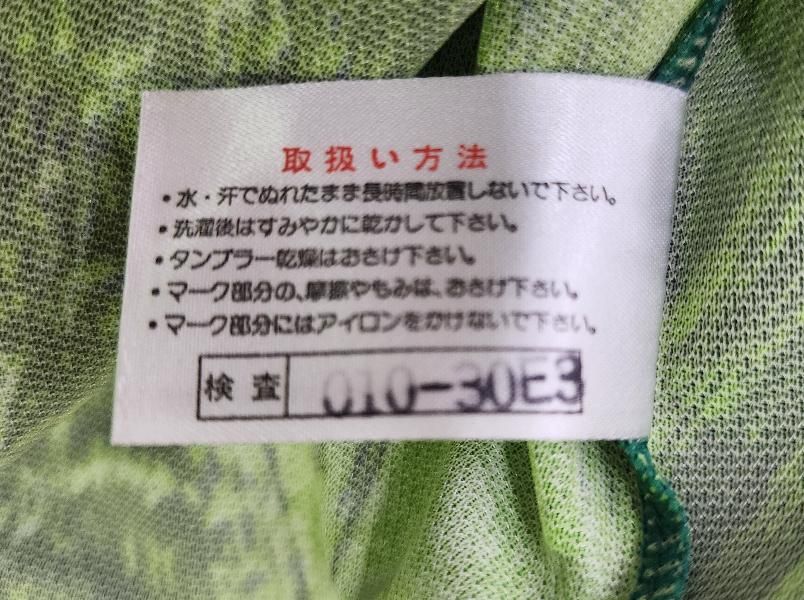 取扱い方法
・水・汗でぬれたまま長時間放置しないで下さい。
・洗濯後はすみやかに乾かして下さい。
・タンブラー乾燥はおさけ下さい。
・マーク部分の、摩擦やもみは、おさけ下さい。
・マーク部分にはアイロンをかけないで下さい。
検査 010-30E3